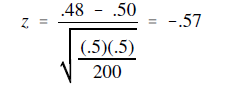 z = .48 − .50 / √((.5)(.5) / 200) = −.57